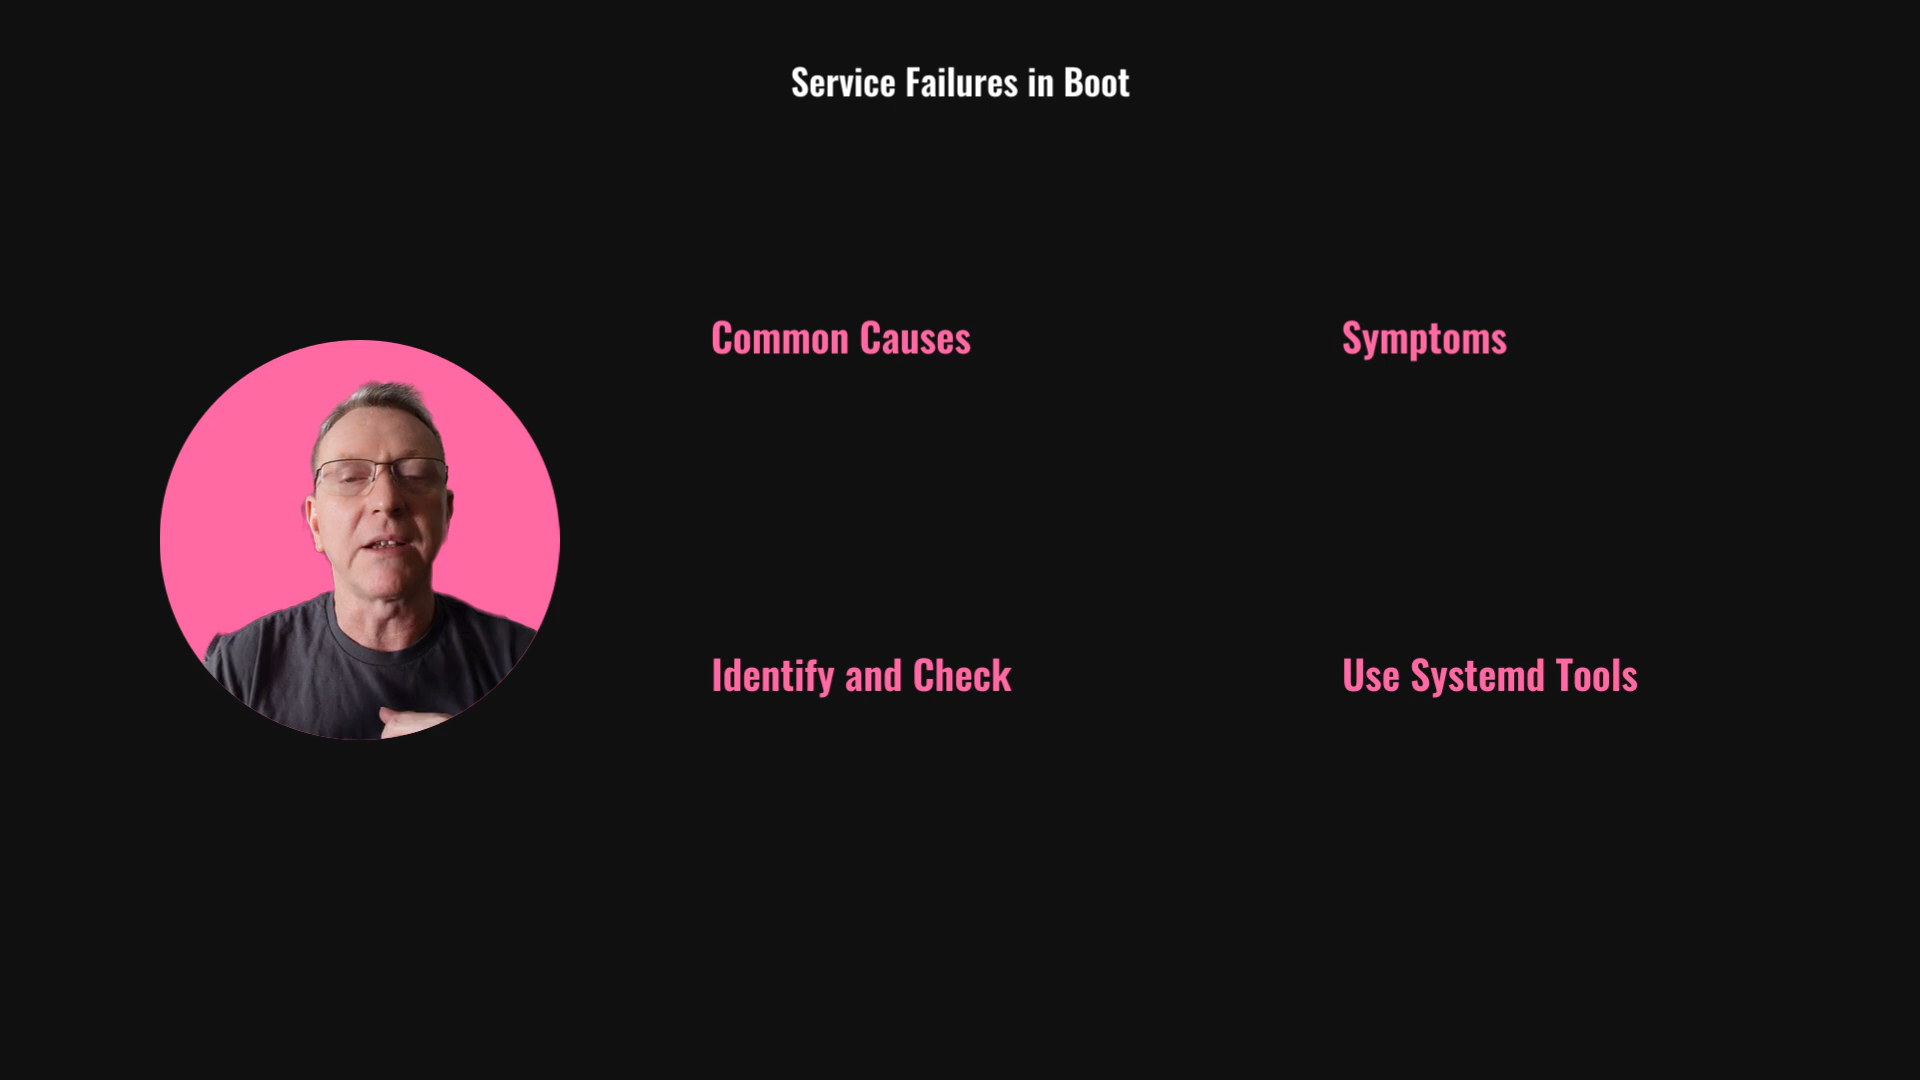 Service Failures in Boot
Common Causes
Symptoms
Identify and Check
Use Systemd Tools